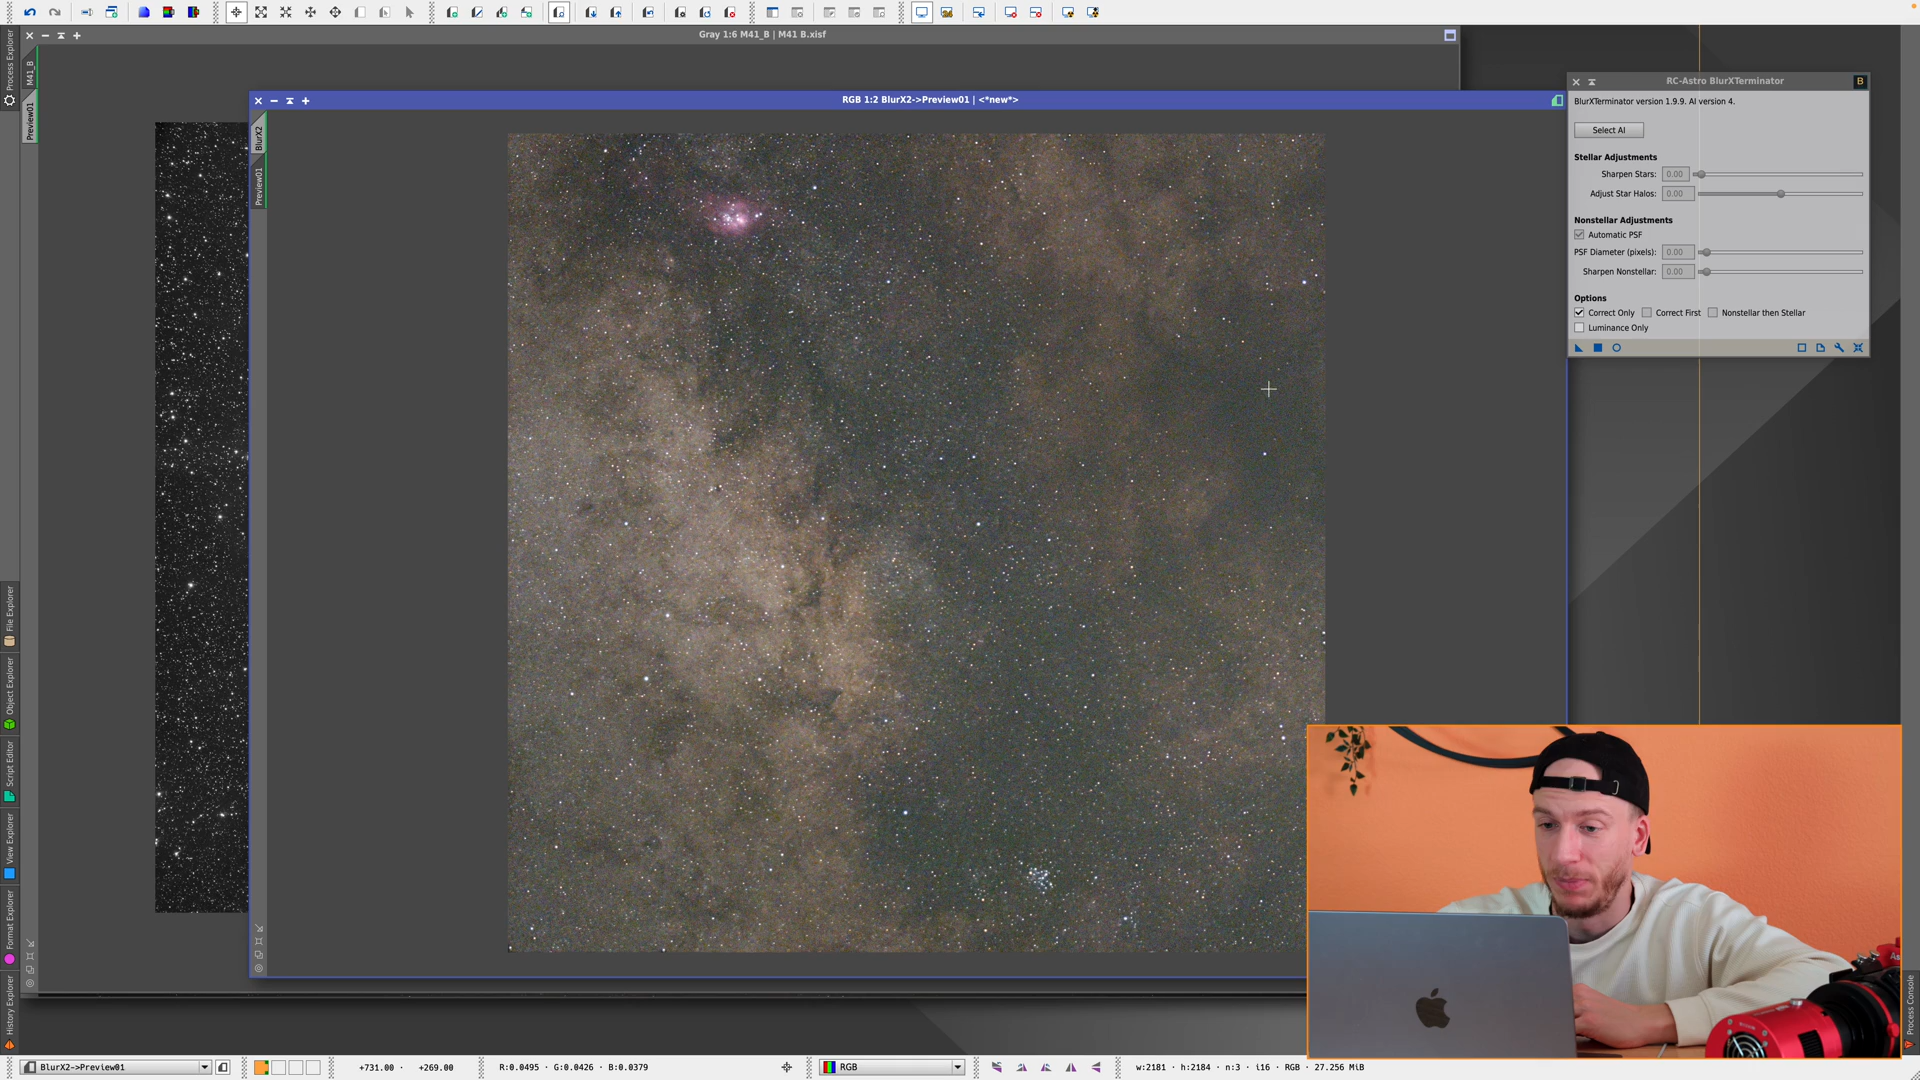 Gray 1:6 M41_B | M41 B.xisf
RGB 1:2 BlurX2->Preview01 | <*new*>
Process Explorer
M41_B
Preview01
BlurX2
Preview01
File Explorer
Object Explorer
Script Editor
View Explorer
Format Explorer
History Explorer
RC-Astro BlurXTerminator
B
BlurXTerminator version 1.9.9. AI version 4.
Select AI
Stellar Adjustments
Sharpen Stars: 0.00
Adjust Star Halos: 0.00
Nonstellar Adjustments
Automatic PSF
PSF Diameter (pixels): 0.00
Sharpen Nonstellar: 0.00
Options
Correct Only Correct First Nonstellar then Stellar
Luminance Only
Process Console
BlurX2->Preview01
+731.00 · +269.00
R:0.0495 · G:0.0426 · B:0.0379
RGB
w:2181 · h:2184 · n:3 · i16 · RGB · 27.256 MiB